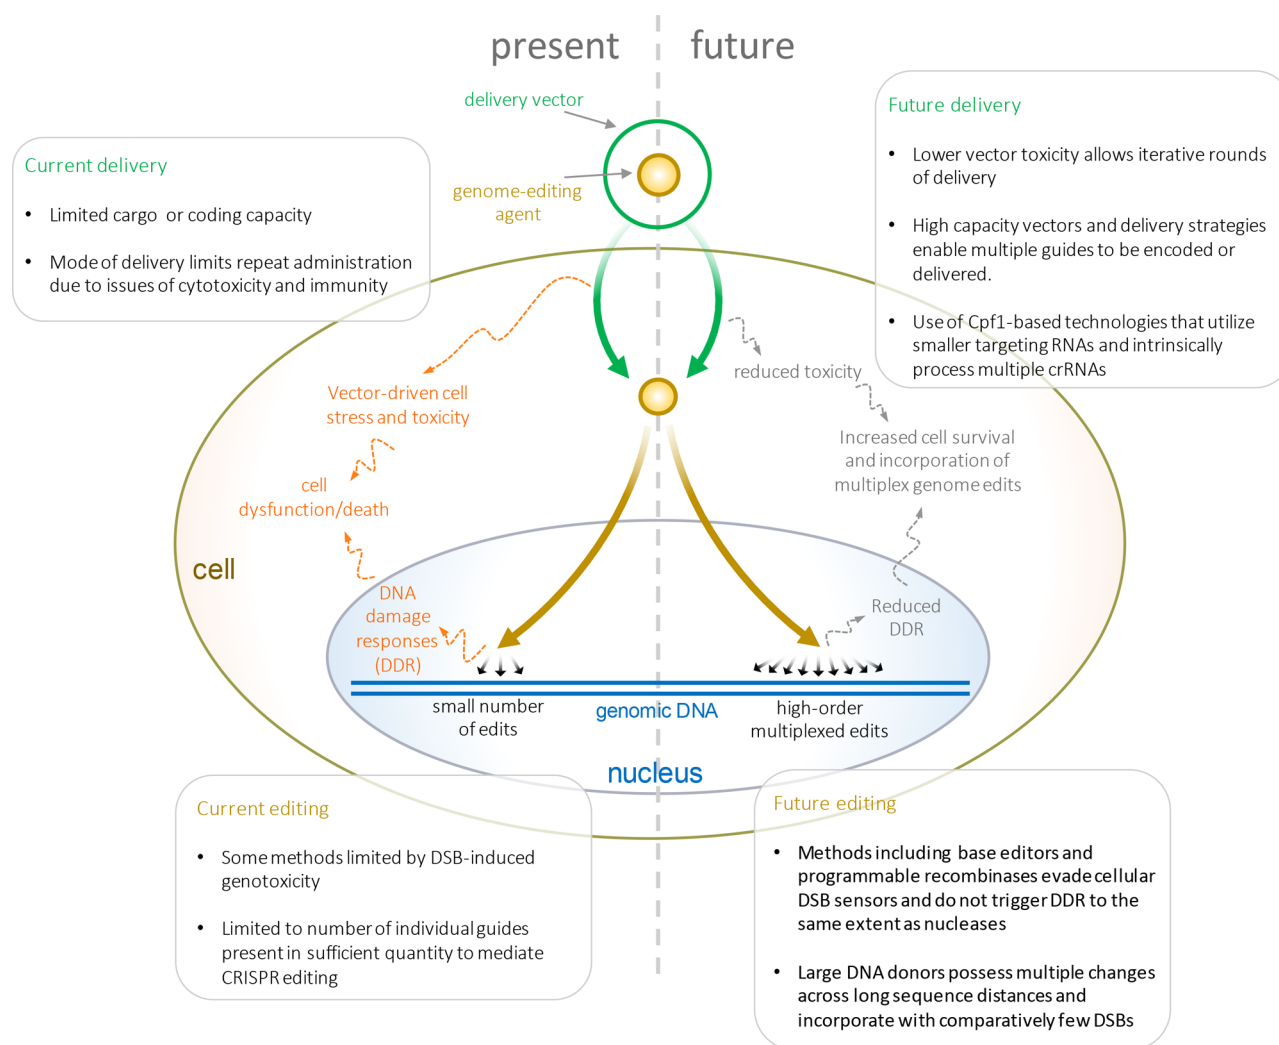 present
future
delivery vector
genome-editing
agent
Current delivery
• Limited cargo or coding capacity
• Mode of delivery limits repeat administration
due to issues of cytotoxicity and immunity
Future delivery
• Lower vector toxicity allows iterative rounds
of delivery
• High capacity vectors and delivery strategies
enable multiple guides to be encoded or
delivered.
• Use of Cpf1-based technologies that utilize
smaller targeting RNAs and intrinsically
process multiple crRNAs
Vector-driven cell
stress and toxicity
cell
dysfunction/death
DNA
damage
responses
(DDR)
reduced toxicity
Increased cell survival
and incorporation of
multiplex genome edits
Reduced
DDR
cell
small number
of edits
genomic DNA
high-order
multiplexed edits
nucleus
Current editing
• Some methods limited by DSB-induced
genotoxicity
• Limited to number of individual guides
present in sufficient quantity to mediate
CRISPR editing
Future editing
• Methods including base editors and
programmable recombinases evade cellular
DSB sensors and do not trigger DDR to the
same extent as nucleases
• Large DNA donors possess multiple changes
across long sequence distances and
incorporate with comparatively few DSBs